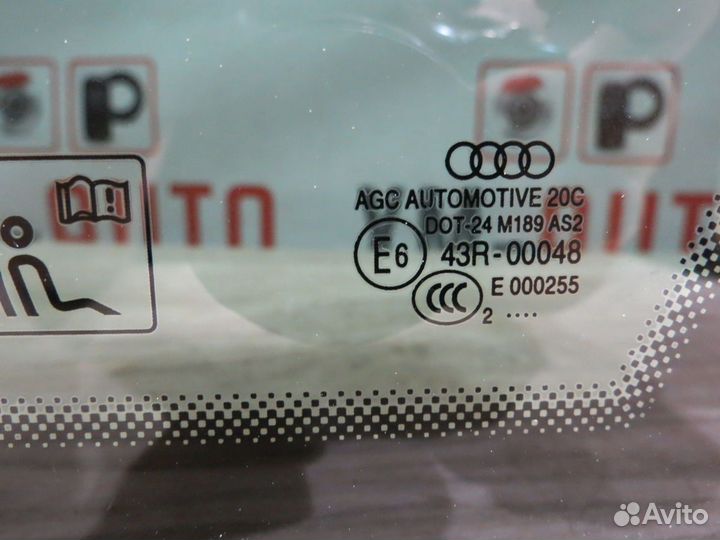 P
P
AGC AUTOMOTIVE 20C
DOT-24 M189 AS2
E6 43R-00048
CCC E 000255
2 ....
Avito